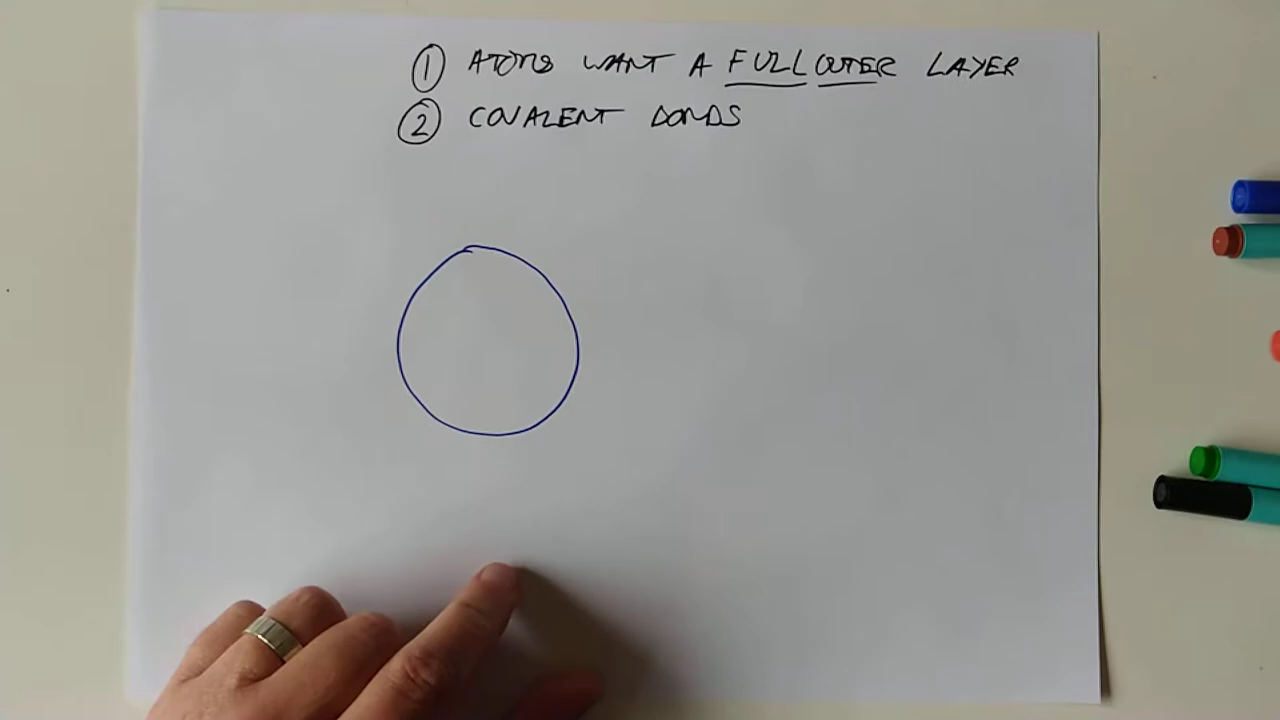 ① ATOMS WANT A FULL OUTER LAYER
② COVALENT BONDS